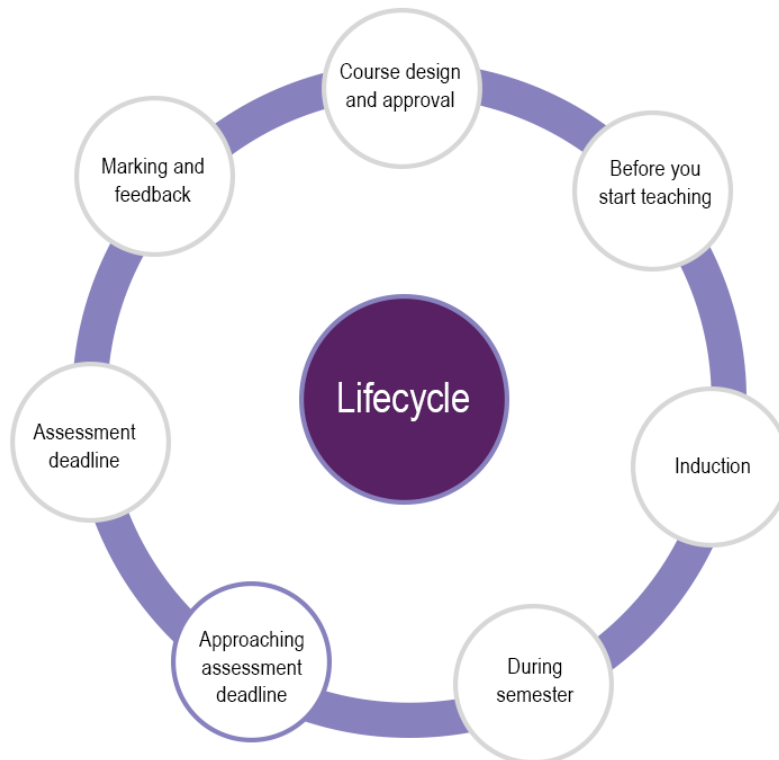 Course design
and approval
Before you
start teaching
Induction
During
semester
Approaching
assessment
deadline
Assessment
deadline
Marking and
feedback
Lifecycle